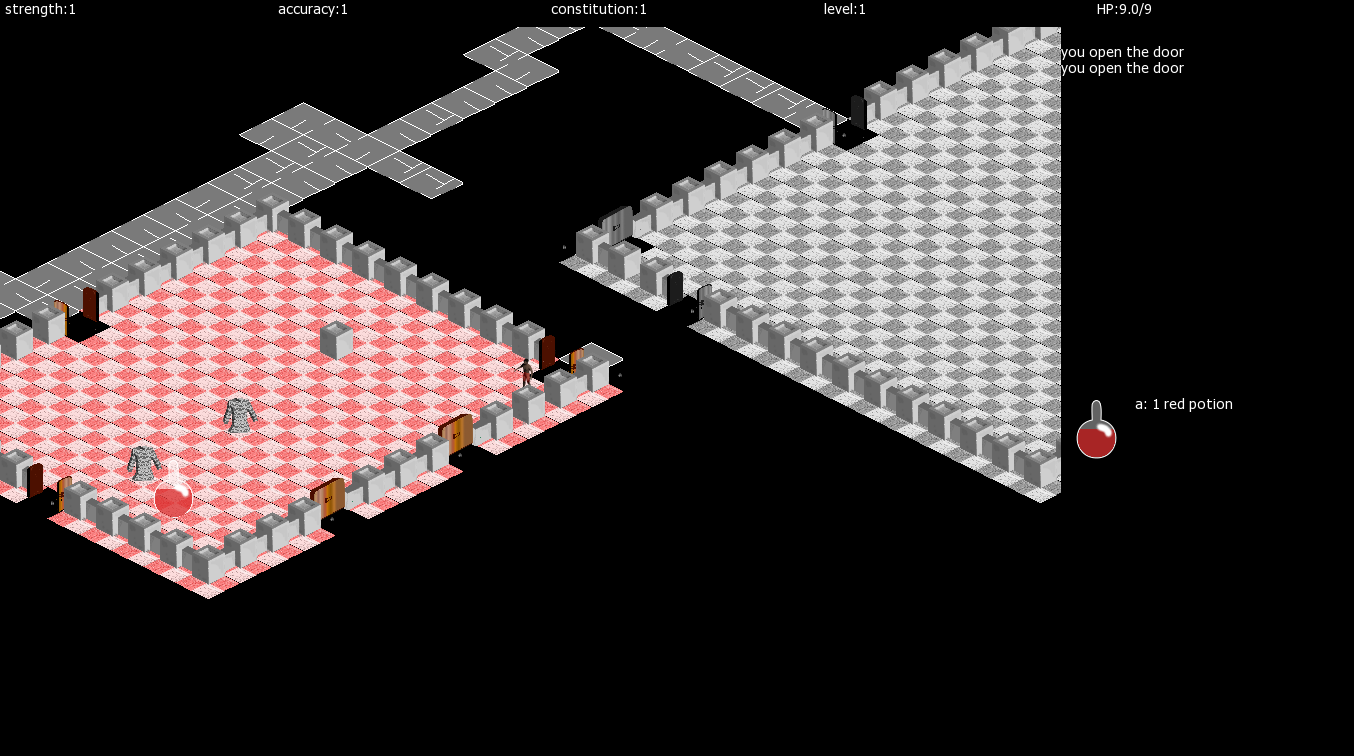 strength:1 accuracy:1 constitution:1 level:1 HP:9.0/9
you open the door
you open the door
a: 1 red potion